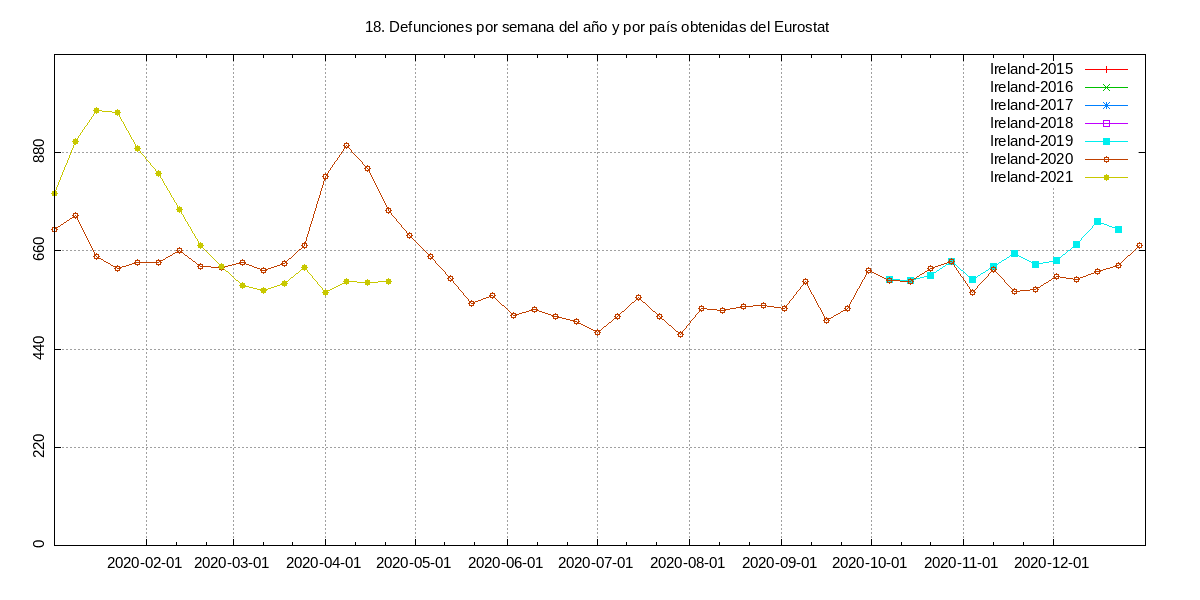 18. Defunciones por semana del año y por país obtenidas del Eurostat
Ireland-2015
Ireland-2016
Ireland-2017
Ireland-2018
Ireland-2019
Ireland-2020
Ireland-2021
880
660
440
220
0
2020-02-01 2020-03-01 2020-04-01 2020-05-01 2020-06-01 2020-07-01 2020-08-01 2020-09-01 2020-10-01 2020-11-01 2020-12-01